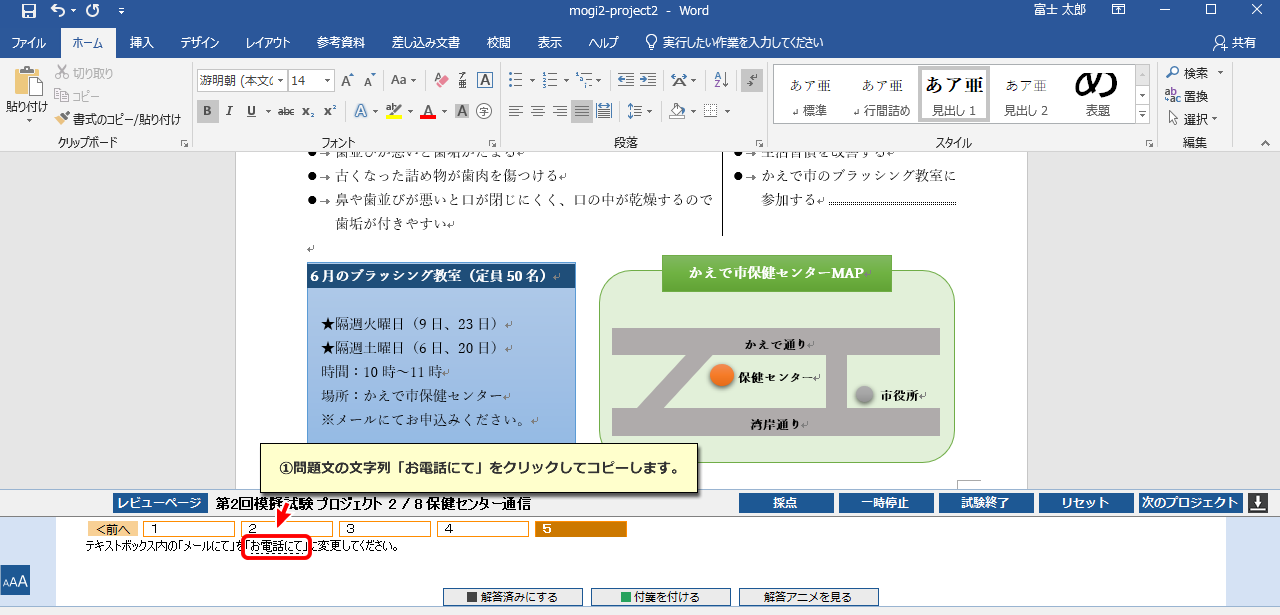 mogi2-project2 - Word
富士 太郎
ファイル ホーム 挿入 デザイン レイアウト 参考資料 差し込み文書 校閲 表示 ヘルプ 実行したい作業を入力してください 共有
貼り付け
切り取り
コピー
書式のコピー/貼り付け
クリップボード
游明朝 (本文のフ 14
フォント
段落
あア亜 あア亜 あア亜 あア亜 め
標準 行間詰め 見出し 1 見出し 2 表題
スタイル
検索
置換
選択
編集
●→古くなった詰め物が歯肉を傷つける
●→鼻や歯並びが悪いと口が閉じにくく、口の中が乾燥するので
歯垢が付きやすい
●→かえで市のブラッシング教室に
参加する
6月のブラッシング教室（定員50名）
★隔週火曜日（9日、23日）
★隔週土曜日（6日、20日）
時間：10時～11時
場所：かえで市保健センター
※メールにてお申込みください。
かえで市保健センターMAP
かえで通り
保健センター
市役所
湾岸通り
①問題文の文字列「お電話にて」をクリックしてコピーします。
レビューページ 第2回模擬試験 プロジェクト 2 / 8 保健センター通信 採点 一時停止 試験終了 リセット 次のプロジェクト
<前へ 1 2 3 4 5
テキストボックス内の「メールにて」を「お電話にて」に変更してください。
AAA
解答済みにする 付箋を付ける 解答アニメを見る